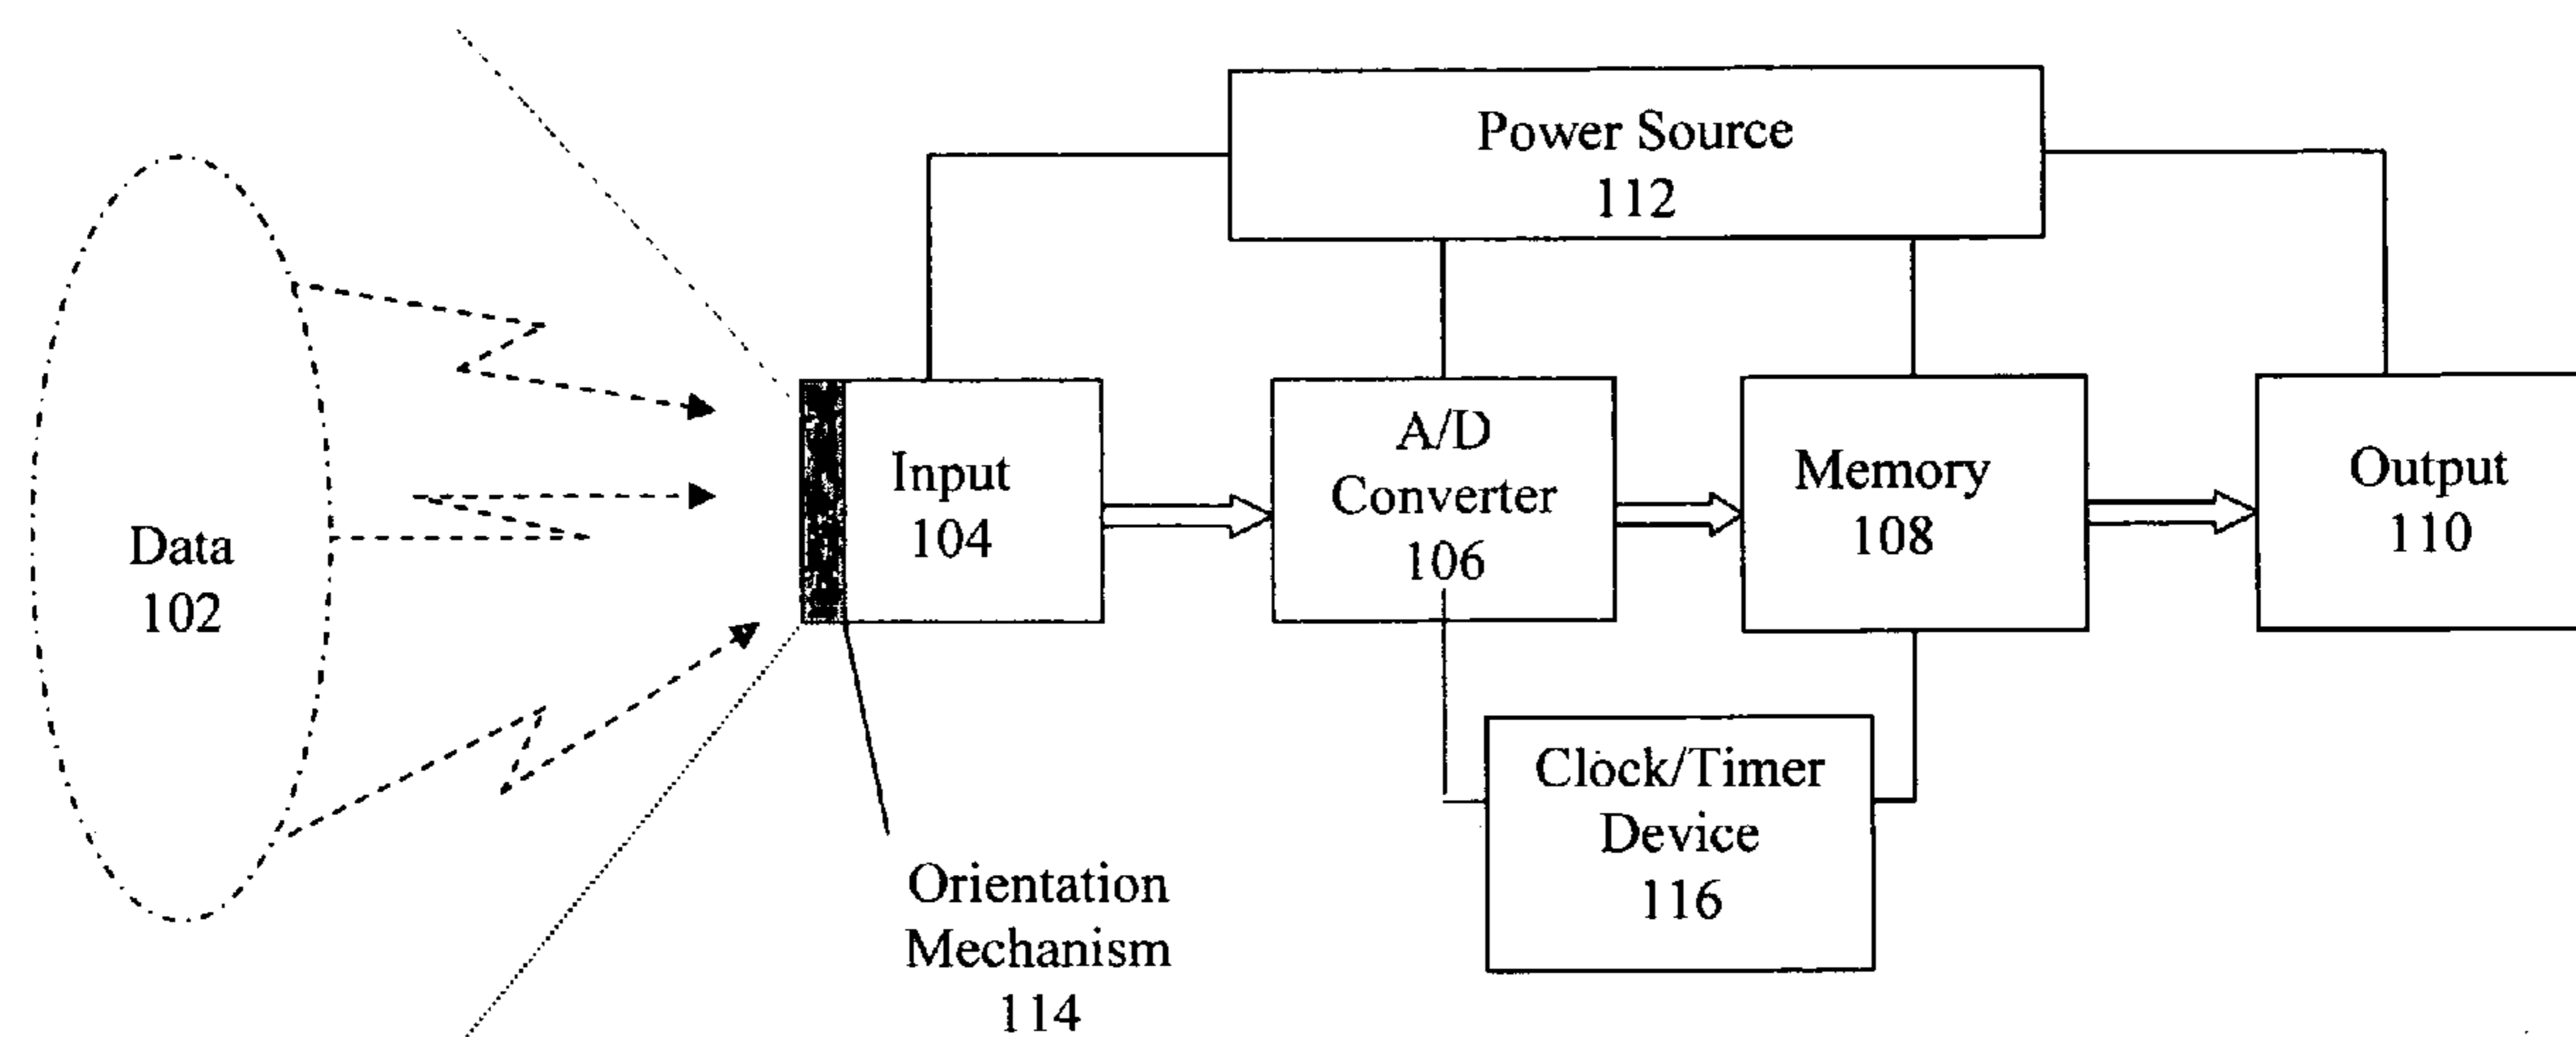 Power Source
112
Data
102
Input
104
A/D
Converter
106
Memory
108
Output
110
Orientation
Mechanism
114
Clock/Timer
Device
116